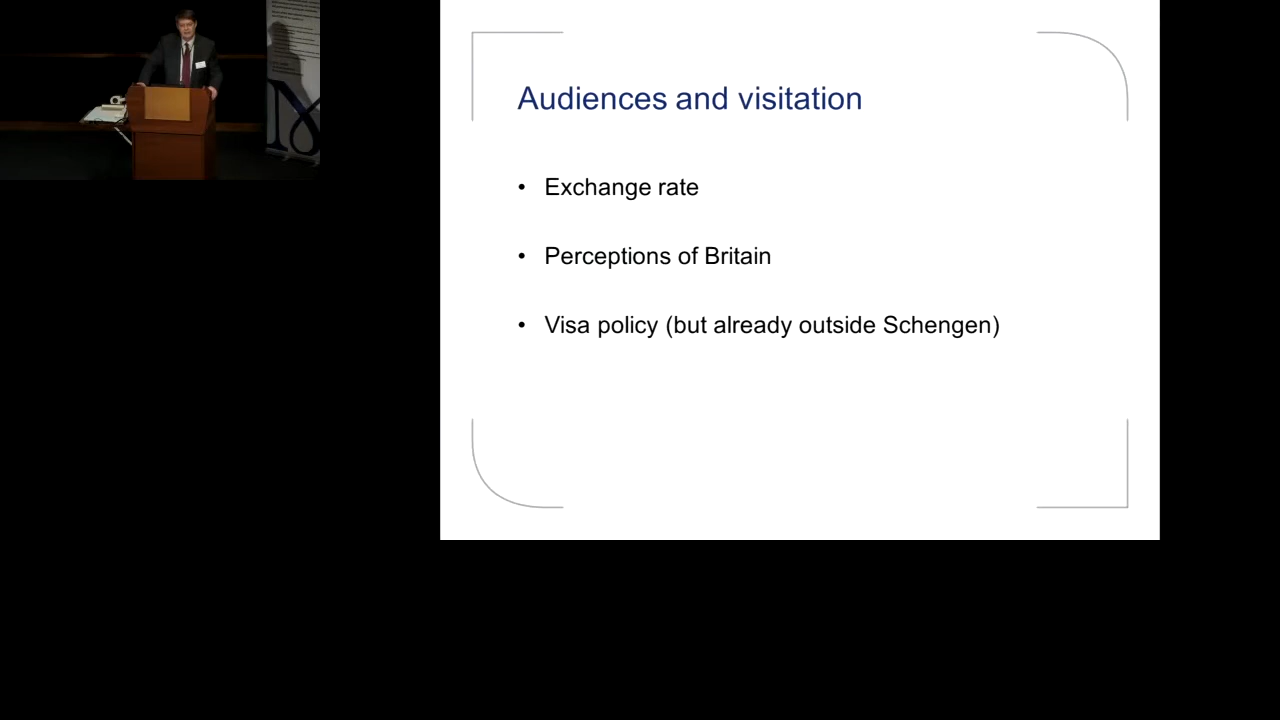 Audiences and visitation
• Exchange rate
• Perceptions of Britain
• Visa policy (but already outside Schengen)